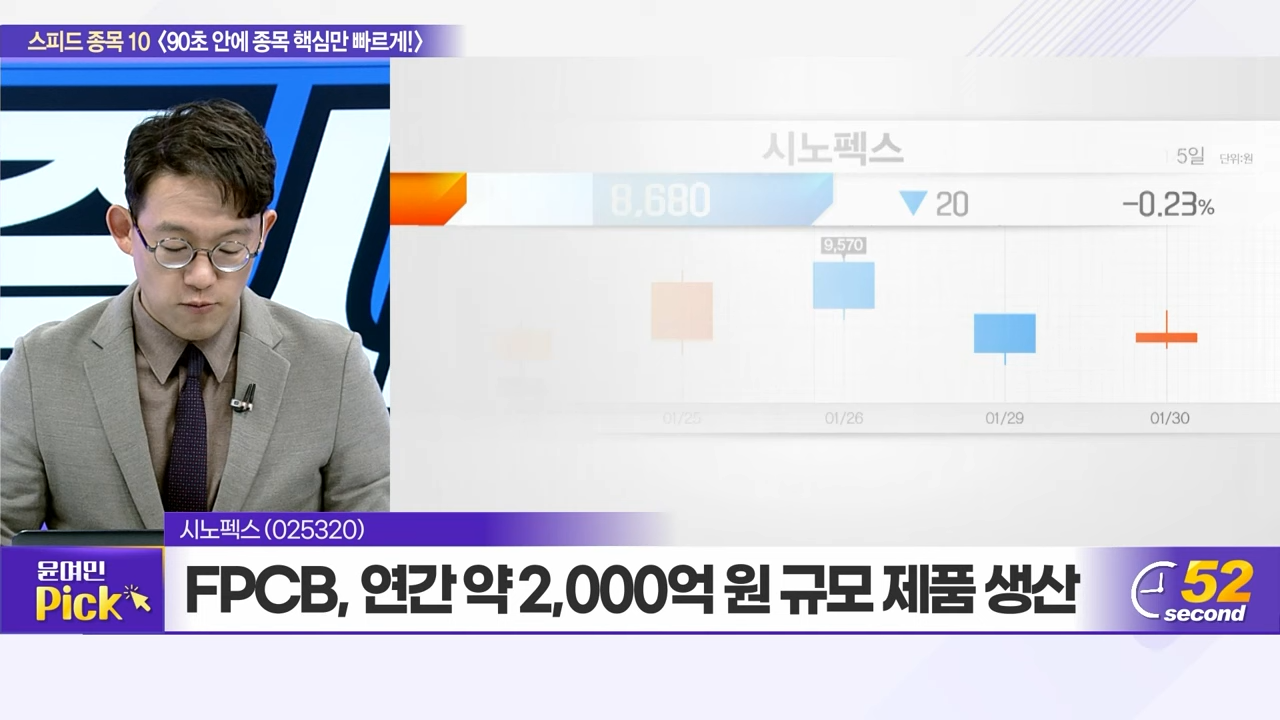 스피드 종목 10 〈90초 안에 종목 핵심만 빠르게!〉
시노펙스
5일 단위:원
8,680 ▼20 -0.23%
9,570
01/25 01/26 01/29 01/30
시노펙스 (025320)
윤여민
Pick
FPCB, 연간 약 2,000억 원 규모 제품 생산
52
second